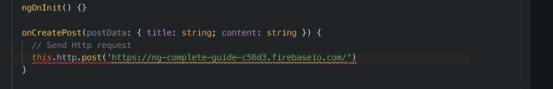 ngOnInit() {}
onCreatePost(postData: { title: string; content: string }) {
// Send Http request
this.http.post('https://ng-complete-guide-c56d3.firebaseio.com/')
}